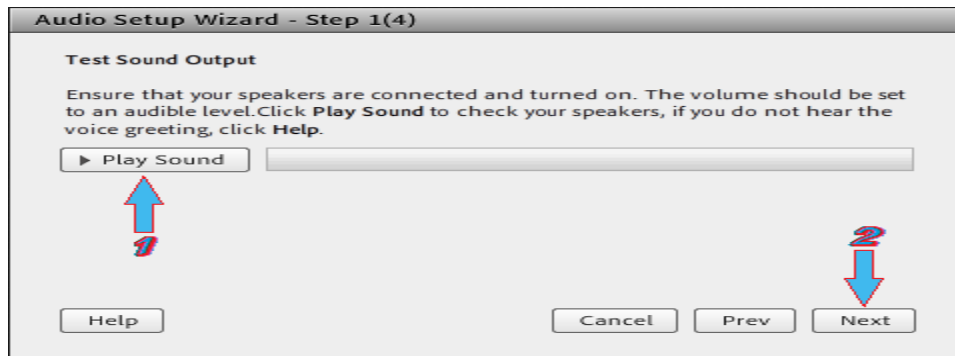 Audio Setup Wizard - Step 1(4)
Test Sound Output
Ensure that your speakers are connected and turned on. The volume should be set
to an audible level.Click Play Sound to check your speakers, if you do not hear the
voice greeting, click Help.
Play Sound
1
2
Help
Cancel
Prev
Next